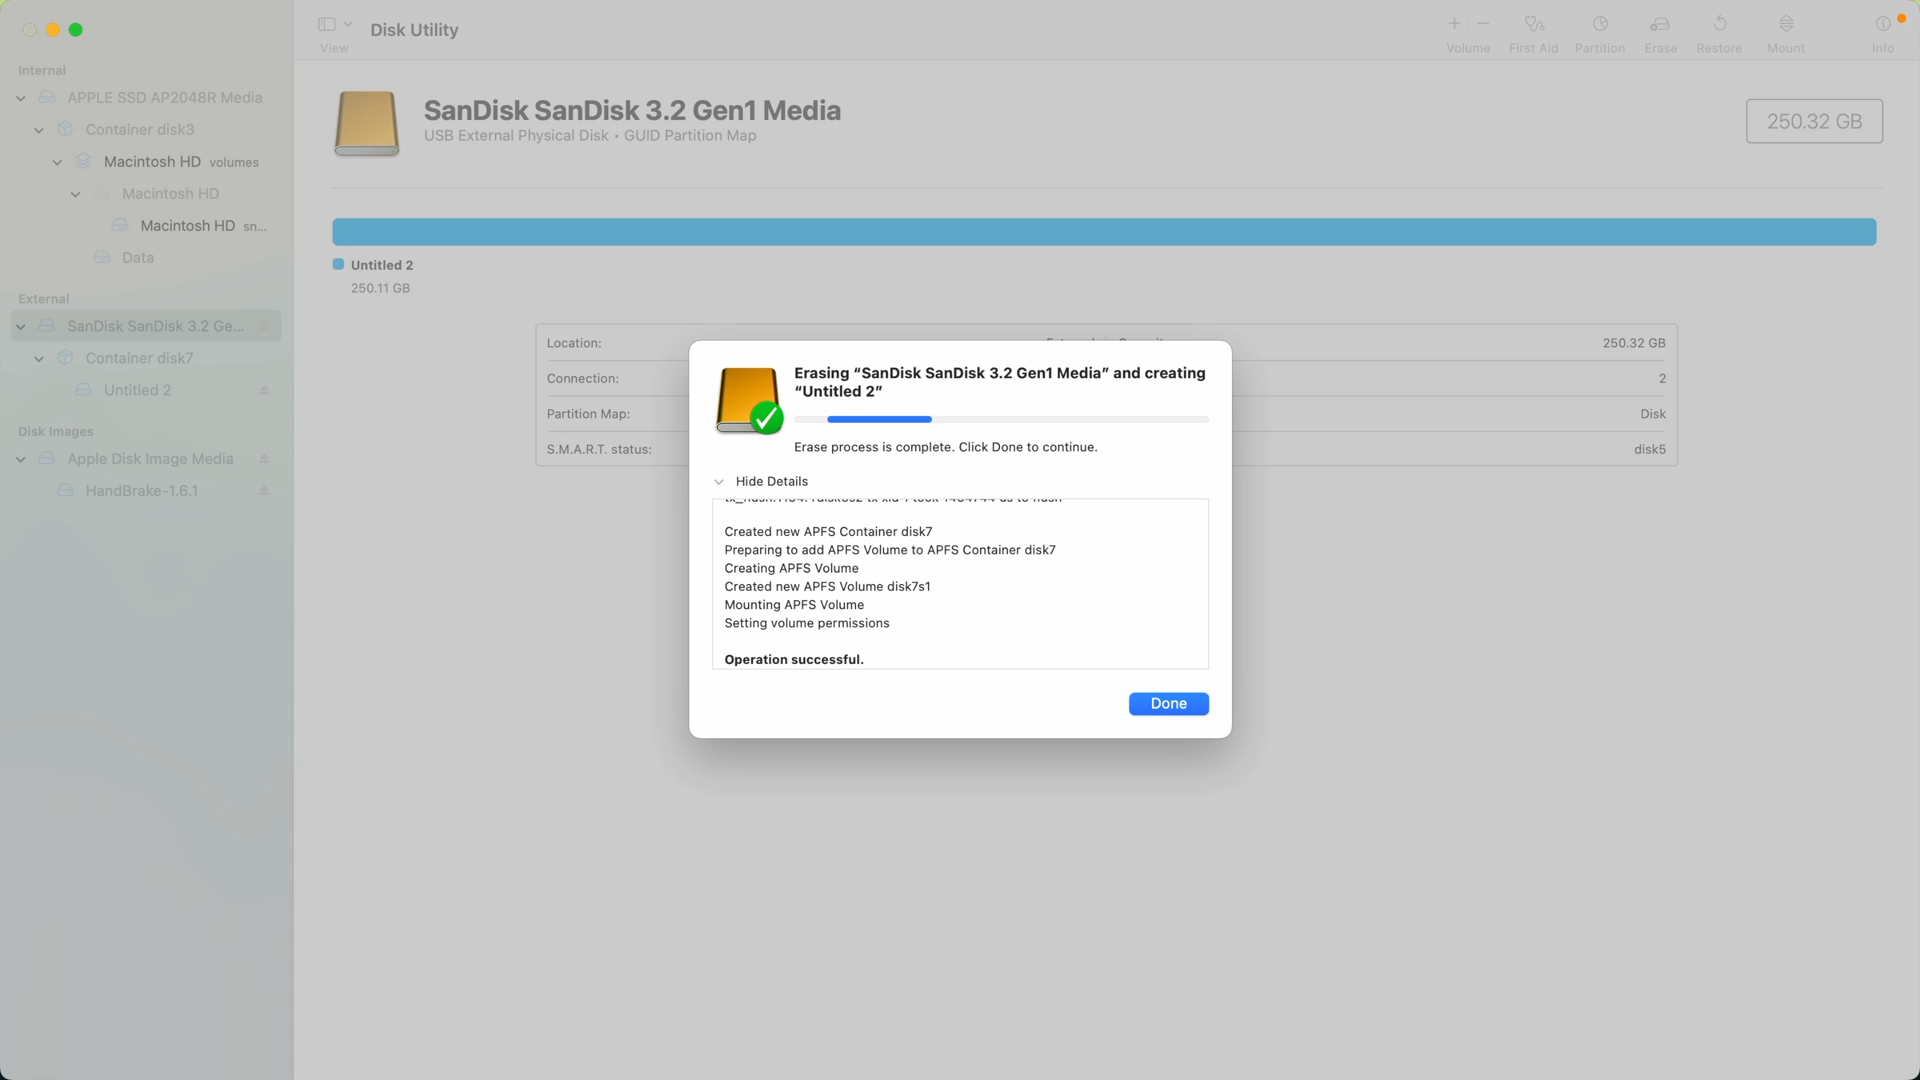 View
Disk Utility
Volume
First Aid
Partition
Erase
Restore
Mount
Info
Internal
APPLE SSD AP2048R Media
Container disk3
Macintosh HD volumes
Macintosh HD
Macintosh HD sn...
Data
External
SanDisk SanDisk 3.2 Ge...
Container disk7
Untitled 2
Disk Images
Apple Disk Image Media
HandBrake-1.6.1
SanDisk SanDisk 3.2 Gen1 Media
USB External Physical Disk • GUID Partition Map
250.32 GB
Untitled 2
250.11 GB
Location:
250.32 GB
Connection:
2
Partition Map:
Disk
S.M.A.R.T. status:
disk5
Erasing “SanDisk SanDisk 3.2 Gen1 Media” and creating
“Untitled 2”
Erase process is complete. Click Done to continue.
Hide Details
Created new APFS Container disk7
Preparing to add APFS Volume to APFS Container disk7
Creating APFS Volume
Created new APFS Volume disk7s1
Mounting APFS Volume
Setting volume permissions
Operation successful.
Done